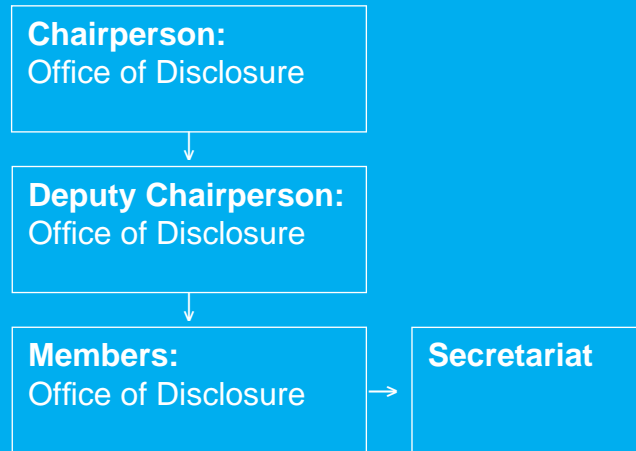 Chairperson:
Office of Disclosure
Deputy Chairperson:
Office of Disclosure
Members:
Office of Disclosure
Secretariat